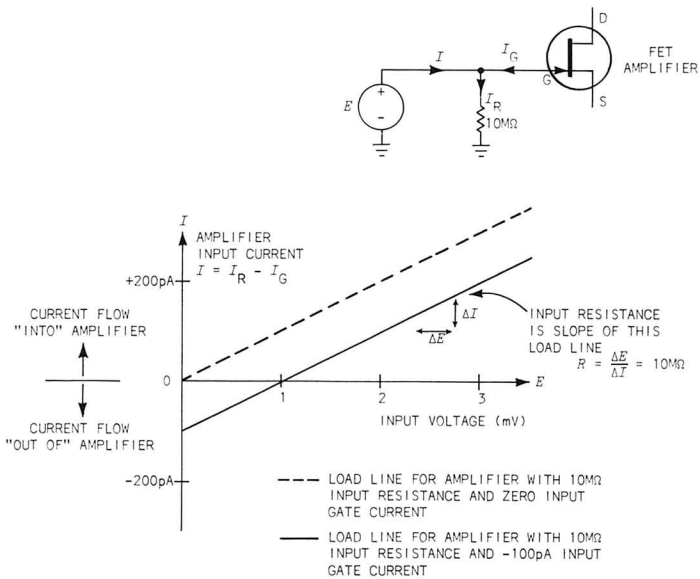 D
FET
AMPLIFIER
I
I_G
G
S
E
+
-
I_R
10MΩ
I
AMPLIFIER
INPUT CURRENT
I = I_R - I_G
+200pA
CURRENT FLOW
"INTO" AMPLIFIER
0
CURRENT FLOW
"OUT OF" AMPLIFIER
-200pA
ΔI
ΔE
INPUT RESISTANCE
IS SLOPE OF THIS
LOAD LINE
R = ΔE/ΔI = 10MΩ
1
2
3
E
INPUT VOLTAGE (mV)
LOAD LINE FOR AMPLIFIER WITH 10MΩ
INPUT RESISTANCE AND ZERO INPUT
GATE CURRENT
LOAD LINE FOR AMPLIFIER WITH 10MΩ
INPUT RESISTANCE AND -100pA INPUT
GATE CURRENT